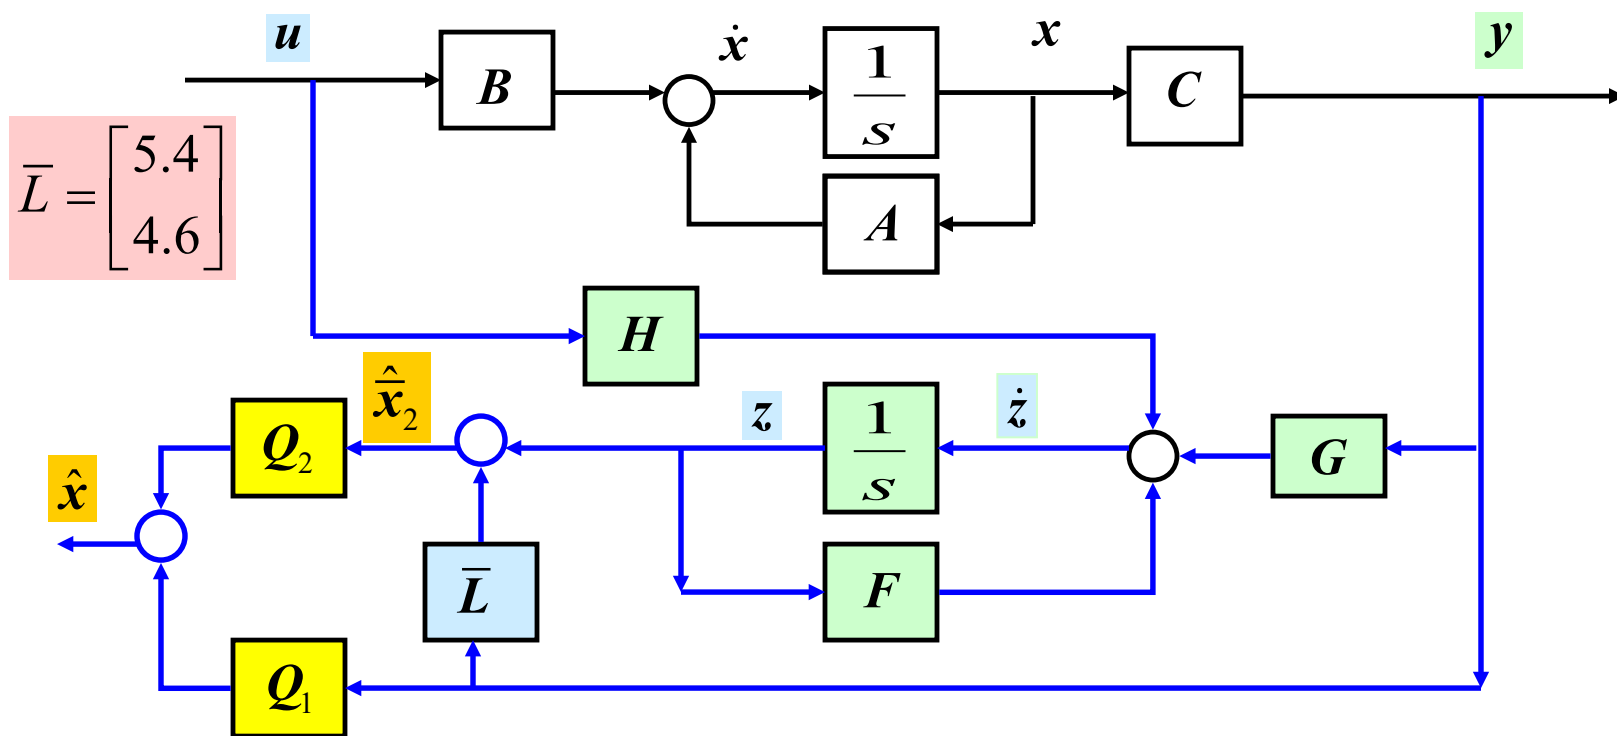 u
B
ẋ
1
s
x
C
y
L̄ = [5.4
4.6]
A
H
x̂̄₂
z
ż
1
s
G
Q₂
x̂
L̄
F
Q₁